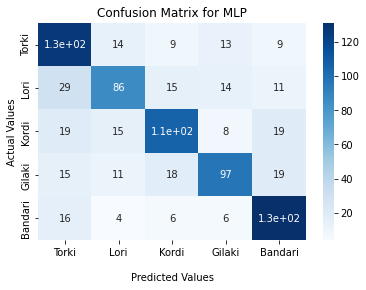 Confusion Matrix for MLP
Torki 1.3e+02 14 9 13 9
Lori 29 86 15 14 11
Kordi 19 15 1.1e+02 8 19
Gilaki 15 11 18 97 19
Bandari 16 4 6 6 1.3e+02
Torki Lori Kordi Gilaki Bandari
Predicted Values
Actual Values
120
100
80
60
40
20